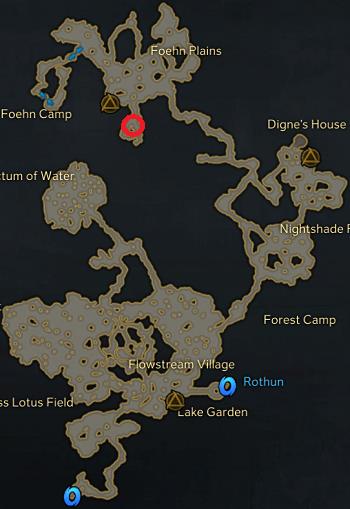 Foehn Plains
Foehn Camp
Digne's House
ctum of Water
Nightshade F
Forest Camp
Flowstream Village
Rothun
ss Lotus Field
Lake Garden